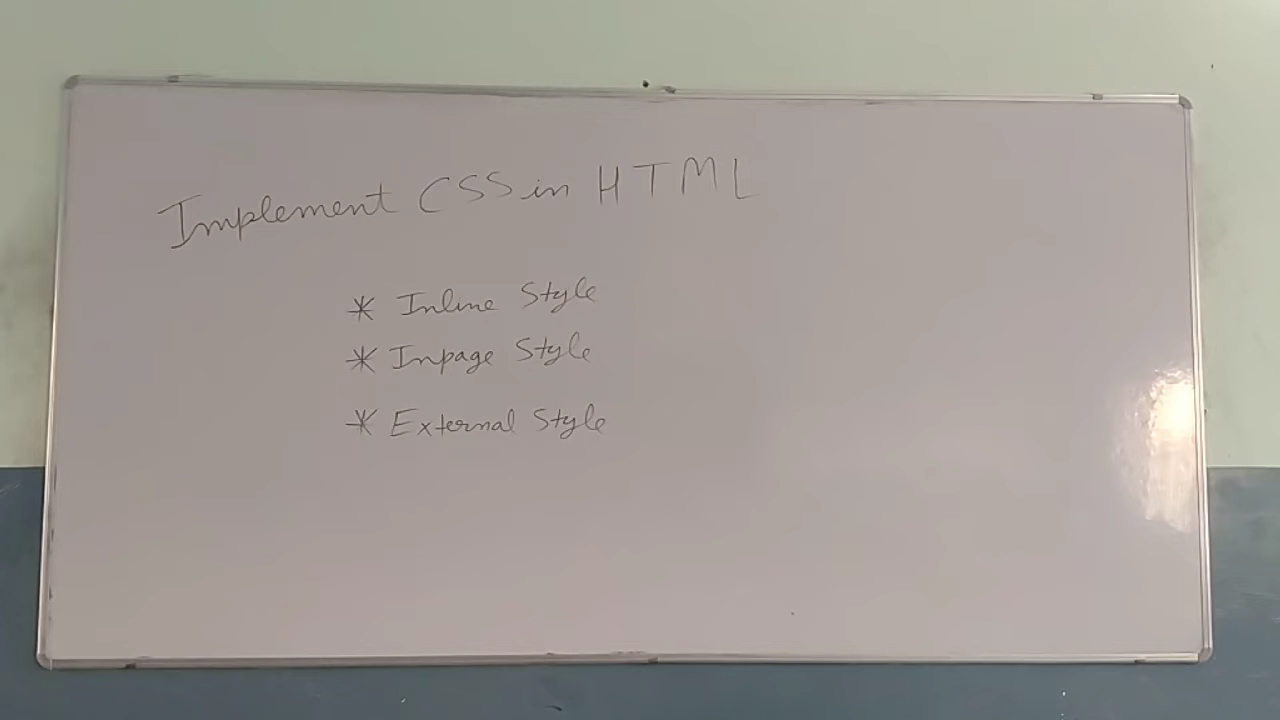 Implement CSS in HTML
* Inline Style
* Inpage Style
* External Style